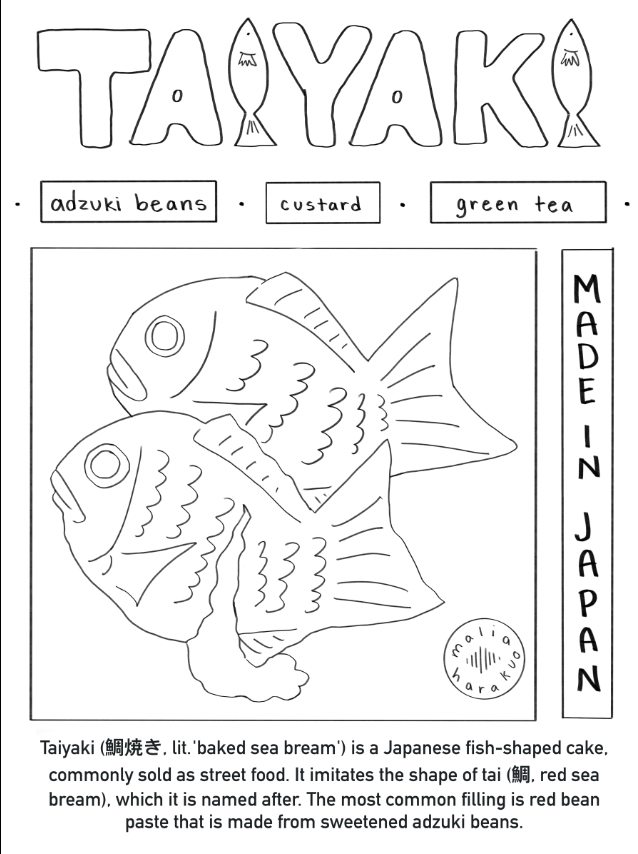 TAIYAKI
adzuki beans · custard · green tea
MADE IN JAPAN
malia harakuo
Taiyaki (鯛焼き, lit.'baked sea bream') is a Japanese fish-shaped cake,
commonly sold as street food. It imitates the shape of tai (鯛, red sea
bream), which it is named after. The most common filling is red bean
paste that is made from sweetened adzuki beans.